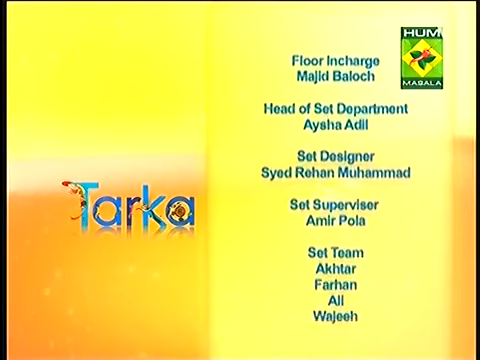 HUM
MASALA
Floor Incharge
Majid Baloch
Head of Set Department
Aysha Adil
Set Designer
Syed Rehan Muhammad
Tarka
Set Superviser
Amir Pola
Set Team
Akhtar
Farhan
Ali
Wajeeh